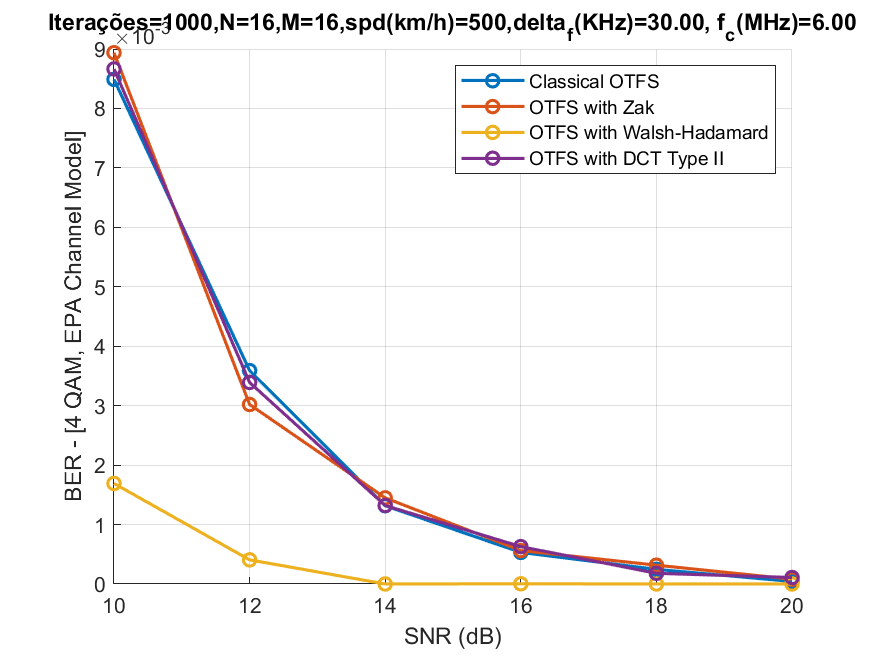 Iterações=1000,N=16,M=16,spd(km/h)=500,delta_f(KHz)=30.00, f_c(MHz)=6.00
×10^-3
9
8
7
6
5
4
3
2
1
0
BER - [4 QAM, EPA Channel Model]
Classical OTFS
OTFS with Zak
OTFS with Walsh-Hadamard
OTFS with DCT Type II
10 12 14 16 18 20
SNR (dB)